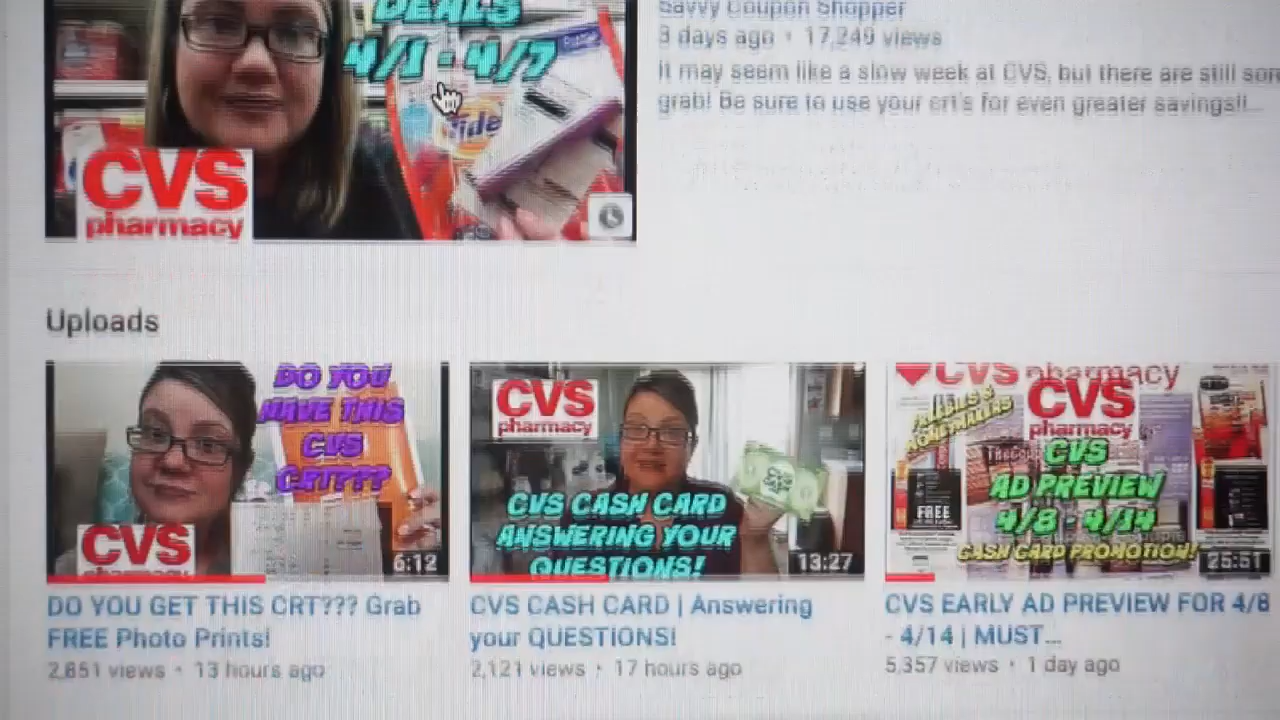 DEALS
4/1 - 4/7
Tide
CVS
pharmacy
Savvy Coupon Shopper
3 days ago · 17,249 views
It may seem like a slow week at CVS, but there are still som
grab! Be sure to use your crt's for even greater savings!!...
Uploads
DO YOU
HAVE THIS
CVS
CRT???
CVS
pharmacy
6:12
DO YOU GET THIS CRT??? Grab
FREE Photo Prints!
2,651 views · 13 hours ago
CVS
pharmacy
CVS CASH CARD
ANSWERING YOUR
QUESTIONS!
13:27
CVS CASH CARD | Answering
your QUESTIONS!
2,121 views · 17 hours ago
CVS pharmacy
FREEBIES &
MONEYMAKERS
CVS
pharmacy
CVS
AD PREVIEW
4/8 - 4/14
FREE
CASH CARD PROMOTION!
25:51
CVS EARLY AD PREVIEW FOR 4/8
- 4/14 | MUST...
5,357 views · 1 day ago